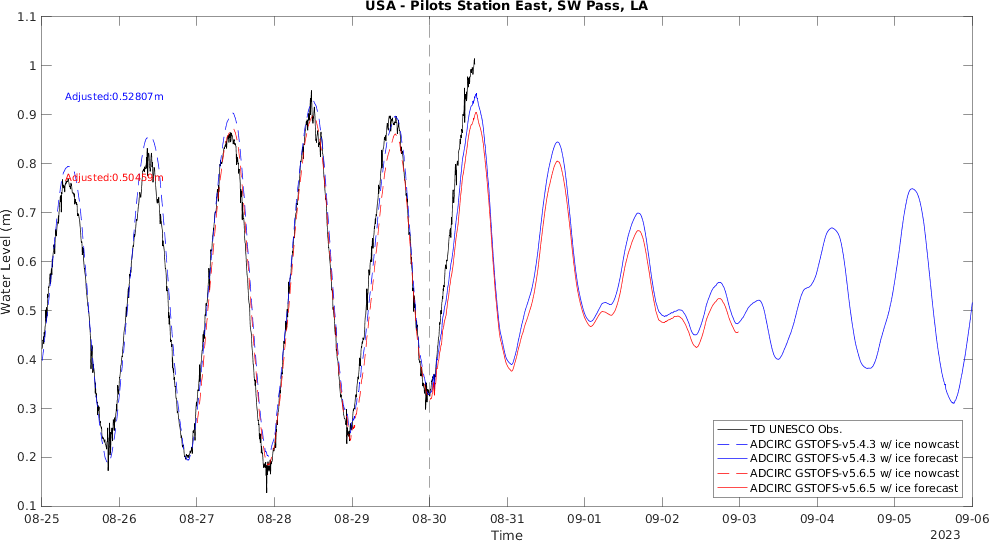 USA - Pilots Station East, SW Pass, LA
1.1
1
0.9
0.8
0.7
0.6
0.5
0.4
0.3
0.2
0.1
Water Level (m)
Adjusted:0.52807m
Adjusted:0.50459m
TD UNESCO Obs.
ADCIRC GSTOFS-v5.4.3 w/ ice nowcast
ADCIRC GSTOFS-v5.4.3 w/ ice forecast
ADCIRC GSTOFS-v5.6.5 w/ ice nowcast
ADCIRC GSTOFS-v5.6.5 w/ ice forecast
08-25 08-26 08-27 08-28 08-29 08-30 08-31 09-01 09-02 09-03 09-04 09-05 09-06
Time
2023